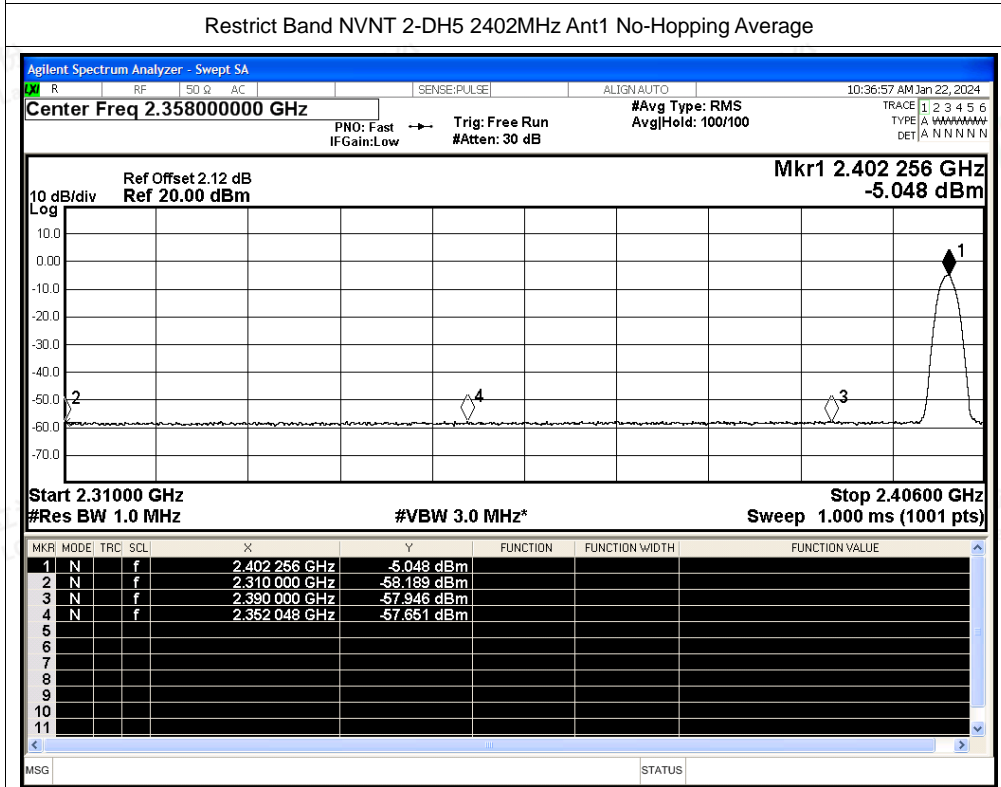 Restrict Band NVNT 2-DH5 2402MHz Ant1 No-Hopping Average
Agilent Spectrum Analyzer - Swept SA
LXI R RF 50 Ω AC SENSE:PULSE ALIGN AUTO 10:36:57 AM Jan 22, 2024
Center Freq 2.358000000 GHz #Avg Type: RMS TRACE 1 2 3 4 5 6
PNO: Fast Trig: Free Run Avg|Hold: 100/100 TYPE A WWWWW
IFGain:Low #Atten: 30 dB DET A N N N N N
Mkr1 2.402 256 GHz
Ref Offset 2.12 dB
10 dB/div Ref 20.00 dBm -5.048 dBm
Log
10.0
0.00
-10.0
-20.0
-30.0
-40.0
-50.0
-60.0
-70.0
1
2
4
3
Start 2.31000 GHz Stop 2.40600 GHz
#Res BW 1.0 MHz #VBW 3.0 MHz* Sweep 1.000 ms (1001 pts)
MKR MODE TRC SCL X Y FUNCTION FUNCTION WIDTH FUNCTION VALUE
1 N f 2.402 256 GHz -5.048 dBm
2 N f 2.310 000 GHz -58.189 dBm
3 N f 2.390 000 GHz -57.946 dBm
4 N f 2.352 048 GHz -57.651 dBm
5
6
7
8
9
10
11
MSG STATUS